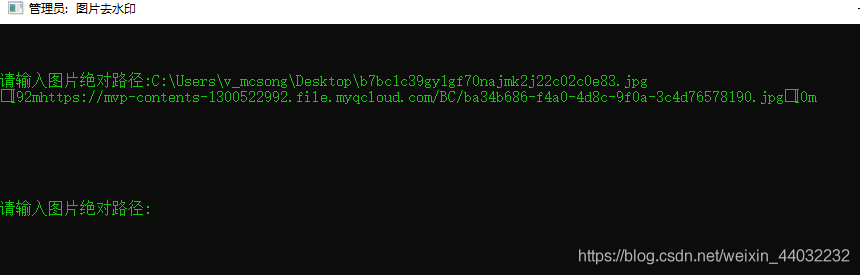 管理员: 图片去水印
请输入图片绝对路径:C:\Users\v_mcsong\Desktop\b7bc1c39gy1gf70najmk2j22c02c0e83.jpg
□[92mhttps://mvp-contents-1300522992.file.myqcloud.com/BC/ba34b686-f4a0-4d8c-9f0a-3c4d76578190.jpg□[0m
请输入图片绝对路径:
https://blog.csdn.net/weixin_44032232